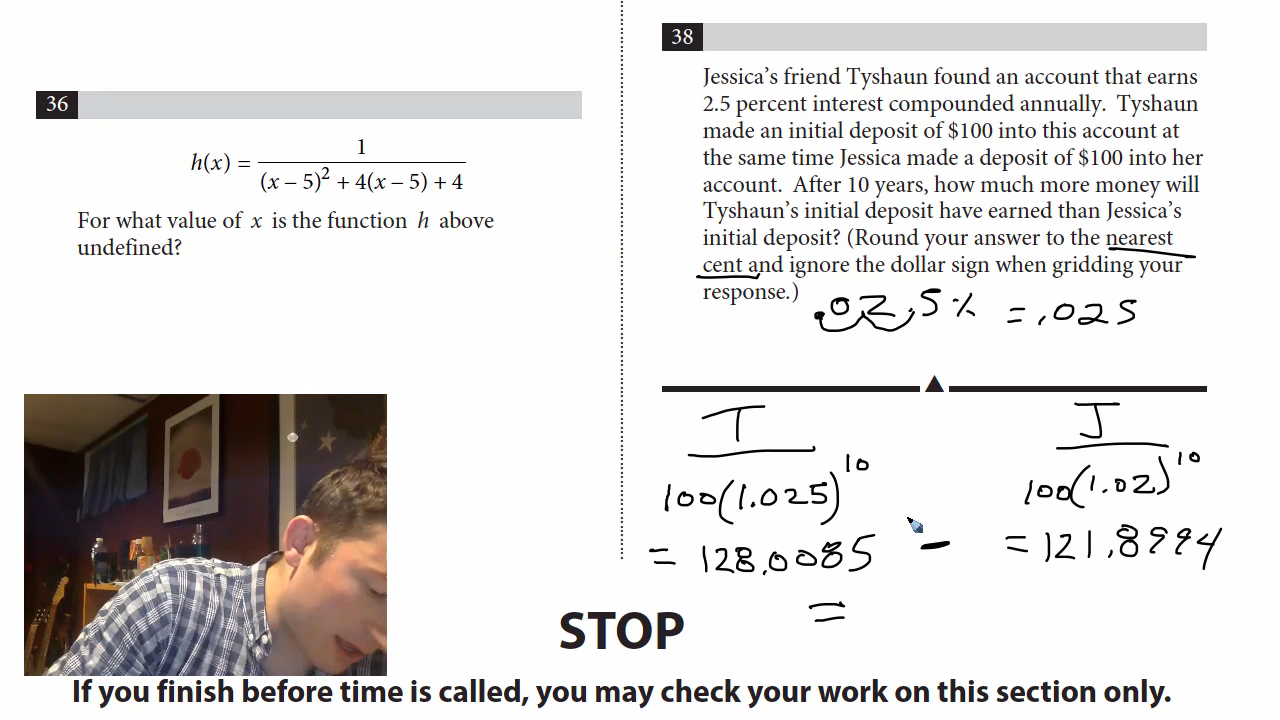 36
h(x) = 1 / (x – 5)² + 4(x – 5) + 4
For what value of x is the function h above
undefined?
38
Jessica’s friend Tyshaun found an account that earns
2.5 percent interest compounded annually. Tyshaun
made an initial deposit of $100 into this account at
the same time Jessica made a deposit of $100 into her
account. After 10 years, how much more money will
Tyshaun’s initial deposit have earned than Jessica’s
initial deposit? (Round your answer to the nearest
cent and ignore the dollar sign when gridding your
response.)
.02.5% = .025
T
100(1.025)¹⁰
= 128.0085 –
=
J
100(1.02)¹⁰
= 121.8994
STOP
If you finish before time is called, you may check your work on this section only.